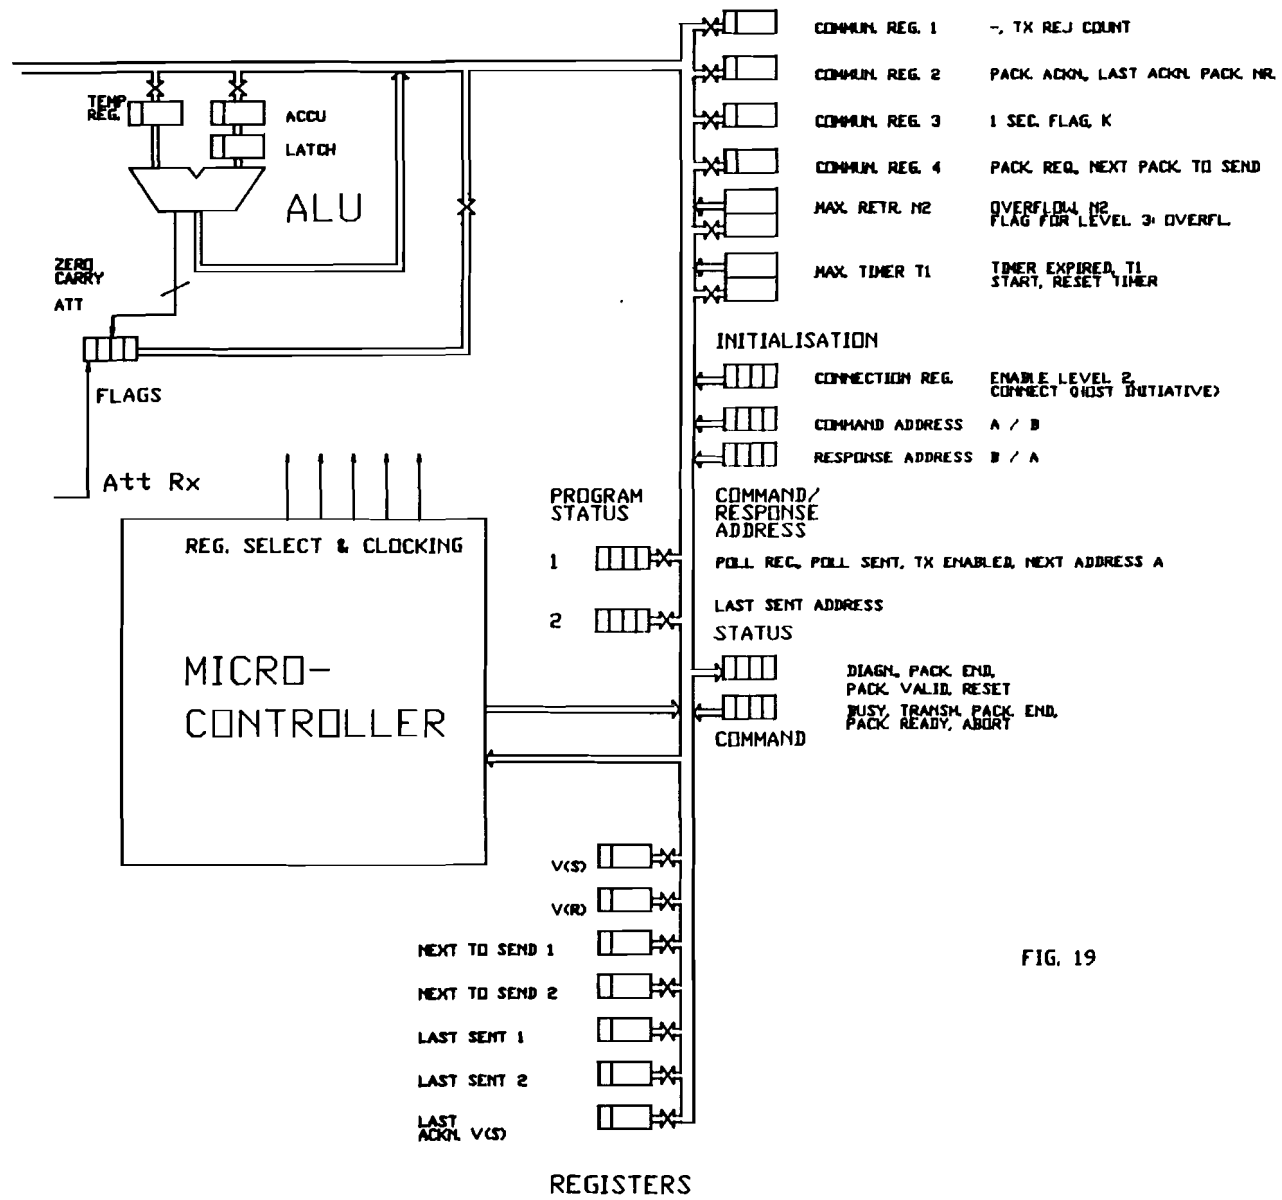 COMMUN. REG. 1 -, TX REJ COUNT
COMMUN. REG. 2 PACK. ACKN., LAST ACKN. PACK. NR.
COMMUN. REG. 3 1 SEC. FLAG, K
COMMUN. REG. 4 PACK. REQ., NEXT PACK. TO SEND
MAX. RETR. N2 OVERFLOW, N2
FLAG FOR LEVEL 3: OVERFL.
MAX. TIMER T1 TIMER EXPIRED, T1
START, RESET TIMER
TEMP.
REG.
ACCU
LATCH
ALU
ZERO
CARRY
ATT
FLAGS
Att Rx
INITIALISATION
CONNECTION REG. ENABLE LEVEL 2,
CONNECT (HOST INITIATIVE)
COMMAND ADDRESS A / B
RESPONSE ADDRESS B / A
COMMAND/
RESPONSE
ADDRESS
PROGRAM
STATUS
1
POLL REC., POLL SENT, TX ENABLED, NEXT ADDRESS A
2
LAST SENT ADDRESS
STATUS
DIAGN., PACK. END,
PACK. VALID, RESET
BUSY, TRANSM. PACK. END,
PACK. READY, ABORT
COMMAND
REG. SELECT & CLOCKING
MICRO-
CONTROLLER
V(S)
V(R)
NEXT TO SEND 1
NEXT TO SEND 2
LAST SENT 1
LAST SENT 2
LAST
ACKN. V(S)
REGISTERS
FIG. 19